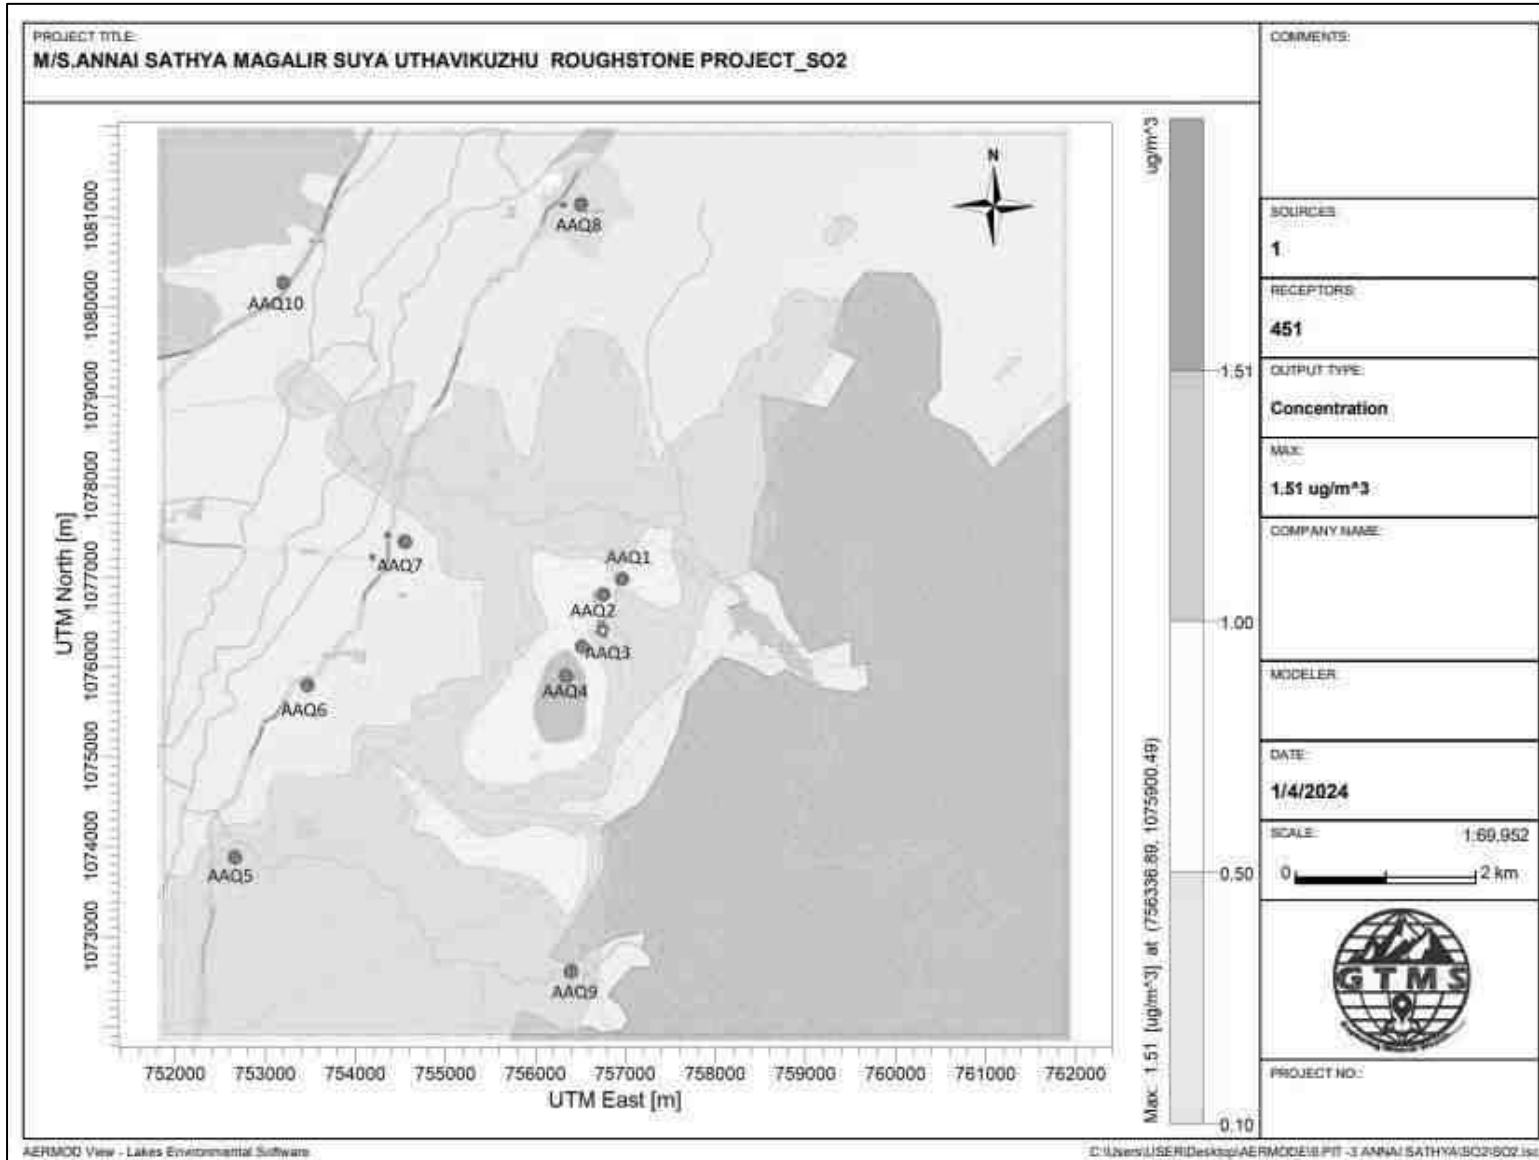 PROJECT TITLE:
M/S.ANNAI SATHYA MAGALIR SUYA UTHAVIKUZHU ROUGHSTONE PROJECT_SO2
COMMENTS:
SOURCES:
1
RECEPTORS:
451
OUTPUT TYPE:
Concentration
MAX:
1.51 ug/m^3
COMPANY NAME:
MODELER:
DATE:
1/4/2024
SCALE:
1:69,952
0
2 km
GTMS
PROJECT NO.:
N
AAQ8
AAQ10
AAQ7
AAQ1
AAQ2
AAQ3
AAQ4
AAQ6
AAQ5
AAQ9
UTM North [m]
1081000
1080000
1079000
1078000
1077000
1076000
1075000
1074000
1073000
752000 753000 754000 755000 756000 757000 758000 759000 760000 761000 762000
UTM East [m]
ug/m^3
1.51
1.00
0.50
0.10
Max: 1.51 [ug/m^3] at (756336.89, 1075900.49)
AERMOD View - Lakes Environmental Software